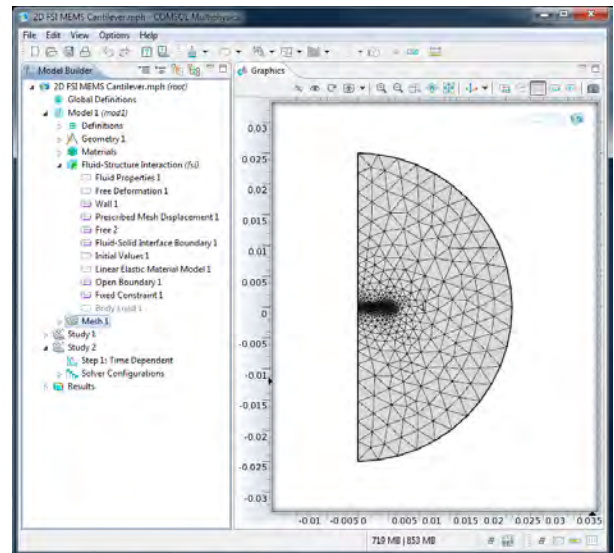 2D FSI MEMS Cantilever.mph - COMSOL Multiphysics
File Edit View Options Help
Model Builder
2D FSI MEMS Cantilever.mph (root)
Global Definitions
Model 1 (mod1)
Definitions
Geometry 1
Materials
Fluid-Structure Interaction (fsi)
Fluid Properties 1
Free Deformation 1
Wall 1
Prescribed Mesh Displacement 1
Free 2
Fluid-Solid Interface Boundary 1
Initial Values 1
Linear Elastic Material Model 1
Open Boundary 1
Fixed Constraint 1
Body Load 1
Mesh 1
Study 1
Study 2
Step 1: Time Dependent
Solver Configurations
Results
Graphics
0.03
0.025
0.02
0.015
0.01
0.005
0
-0.005
-0.01
-0.015
-0.02
-0.025
-0.03
-0.01 -0.005 0 0.005 0.01 0.015 0.02 0.025 0.03 0.035
719 MB | 853 MB